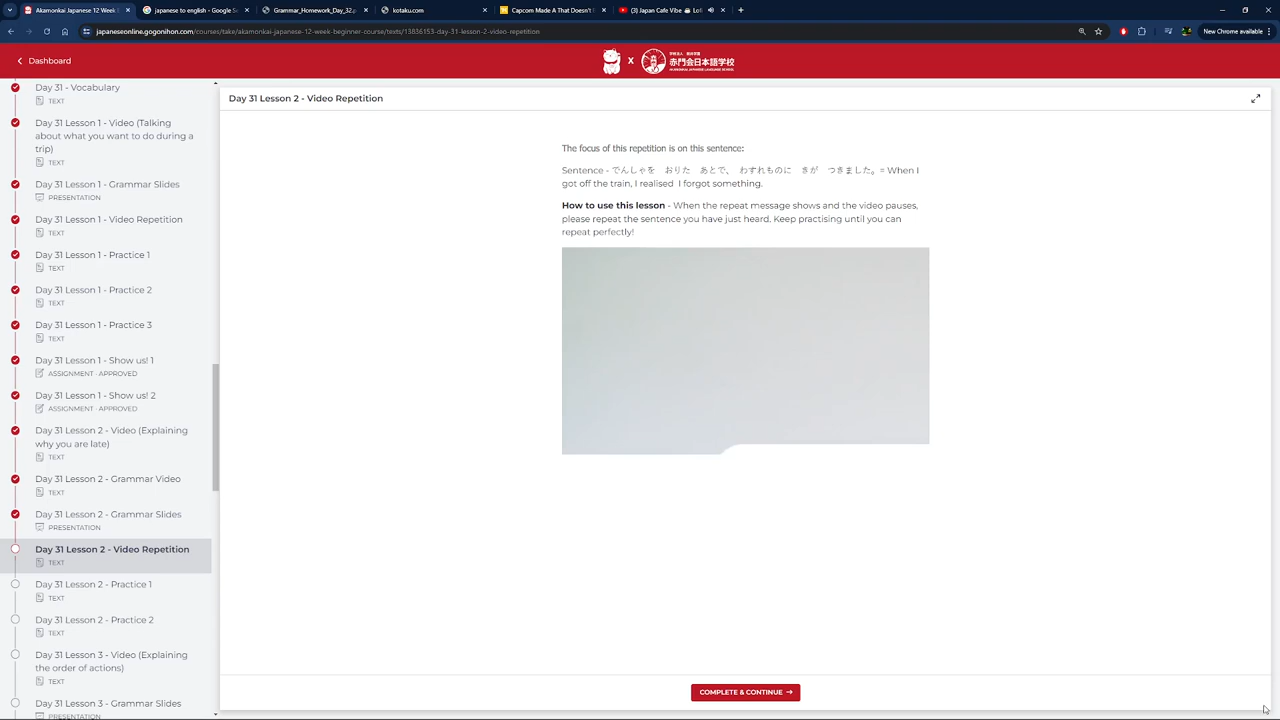 Akamonkai Japanese 12 Week B
japanese to english - Google S
Grammar_Homework_Day_32.p
kotaku.com
Capcom Made A That Doesn't
(3) Japan Cafe Vibe ☕ Lofi
japaneseonline.gogonihon.com/courses/take/akamonkai-japanese-12-week-beginner-course/texts/13836153-day-31-lesson-2-video-repetition
New Chrome available
Dashboard
X
赤門会日本語学校
AKAMONKAI JAPANESE LANGUAGE SCHOOL
Day 31 - Vocabulary
TEXT
Day 31 Lesson 1 - Video (Talking
about what you want to do during a
trip)
TEXT
Day 31 Lesson 1 - Grammar Slides
PRESENTATION
Day 31 Lesson 1 - Video Repetition
TEXT
Day 31 Lesson 1 - Practice 1
TEXT
Day 31 Lesson 1 - Practice 2
TEXT
Day 31 Lesson 1 - Practice 3
TEXT
Day 31 Lesson 1 - Show us! 1
ASSIGNMENT · APPROVED
Day 31 Lesson 1 - Show us! 2
ASSIGNMENT · APPROVED
Day 31 Lesson 2 - Video (Explaining
why you are late)
TEXT
Day 31 Lesson 2 - Grammar Video
TEXT
Day 31 Lesson 2 - Grammar Slides
PRESENTATION
Day 31 Lesson 2 - Video Repetition
TEXT
Day 31 Lesson 2 - Practice 1
TEXT
Day 31 Lesson 2 - Practice 2
TEXT
Day 31 Lesson 3 - Video (Explaining
the order of actions)
TEXT
Day 31 Lesson 3 - Grammar Slides
PRESENTATION
Day 31 Lesson 2 - Video Repetition
The focus of this repetition is on this sentence:
Sentence - でんしゃを　おりた　あとで、　わすれものに　きが　つきました。= When I
got off the train, I realised I forgot something.
How to use this lesson - When the repeat message shows and the video pauses,
please repeat the sentence you have just heard. Keep practising until you can
repeat perfectly!
COMPLETE & CONTINUE →